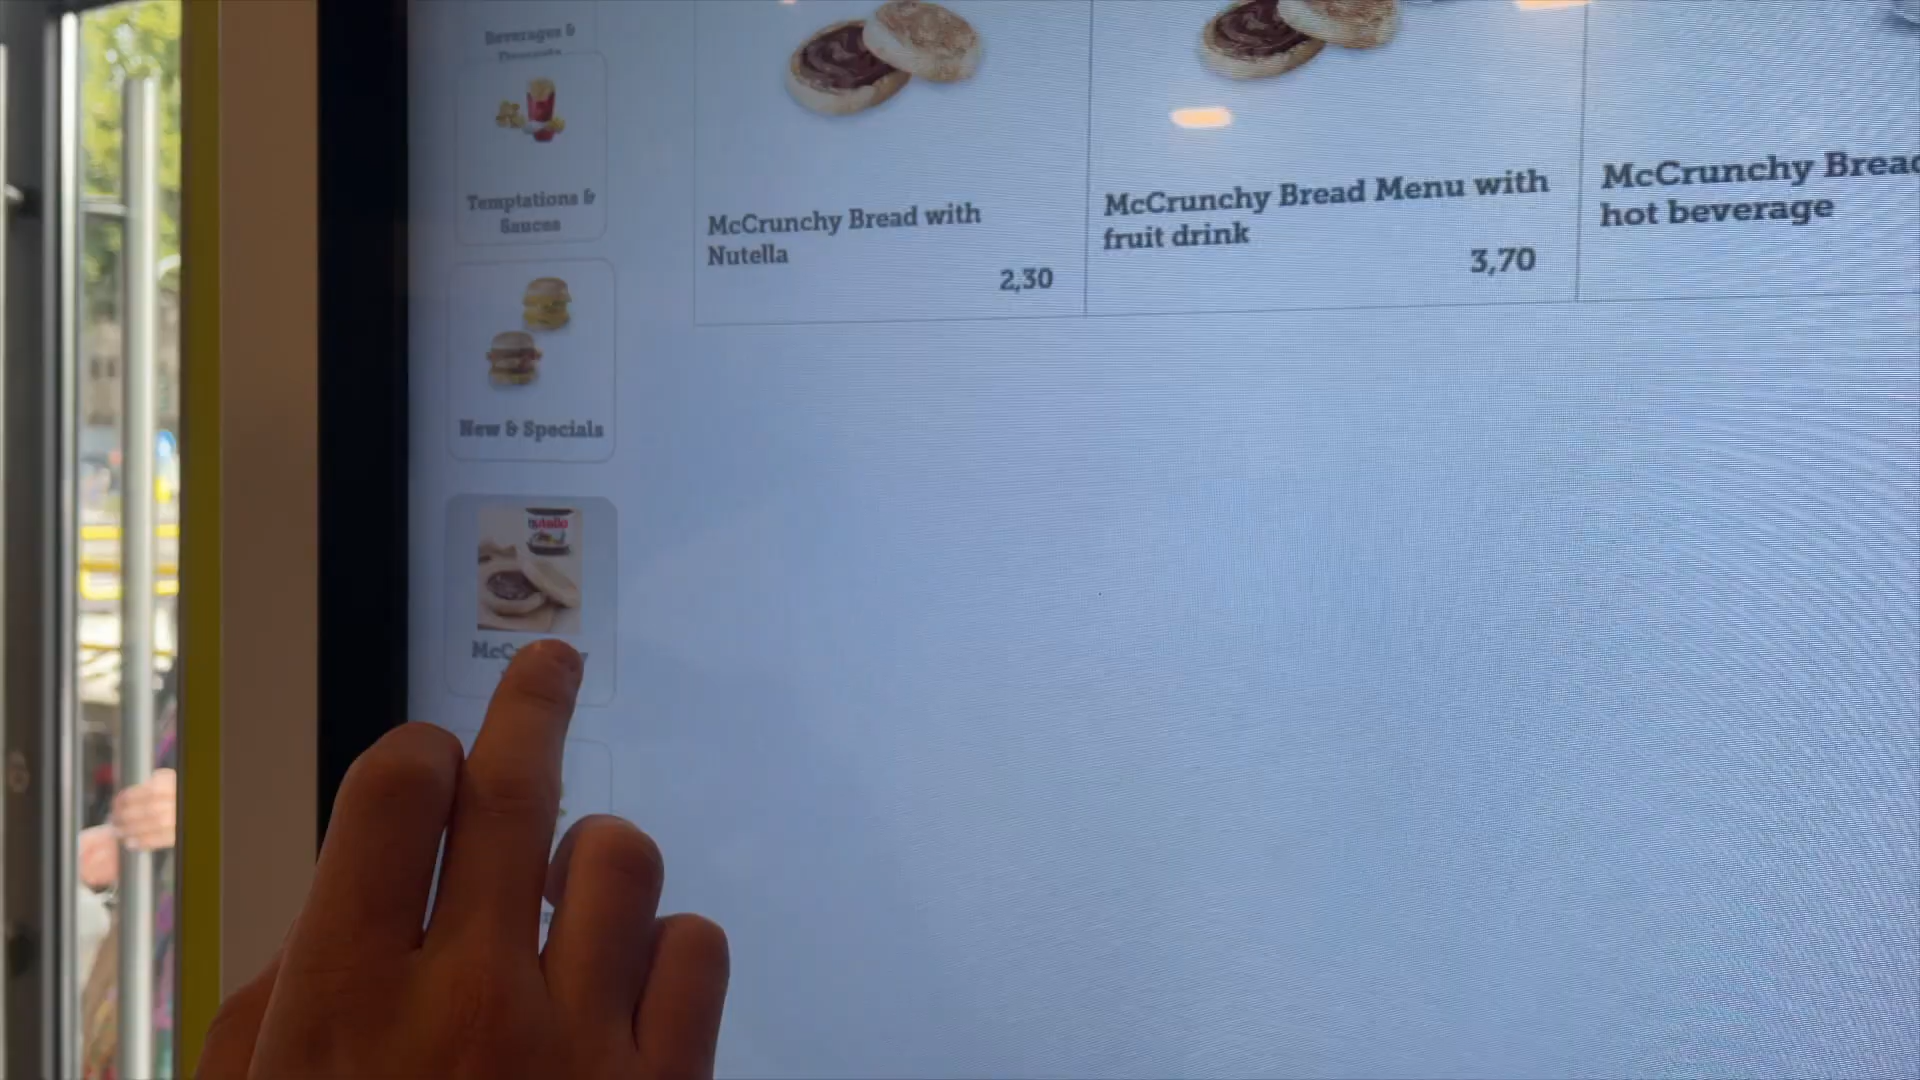 Beverages &
Temptations &
Sauces
New & Specials
nutella
McCrunchy Bread with
Nutella
2,30
McCrunchy Bread Menu with
fruit drink
3,70
McCrunchy Bread
hot beverage